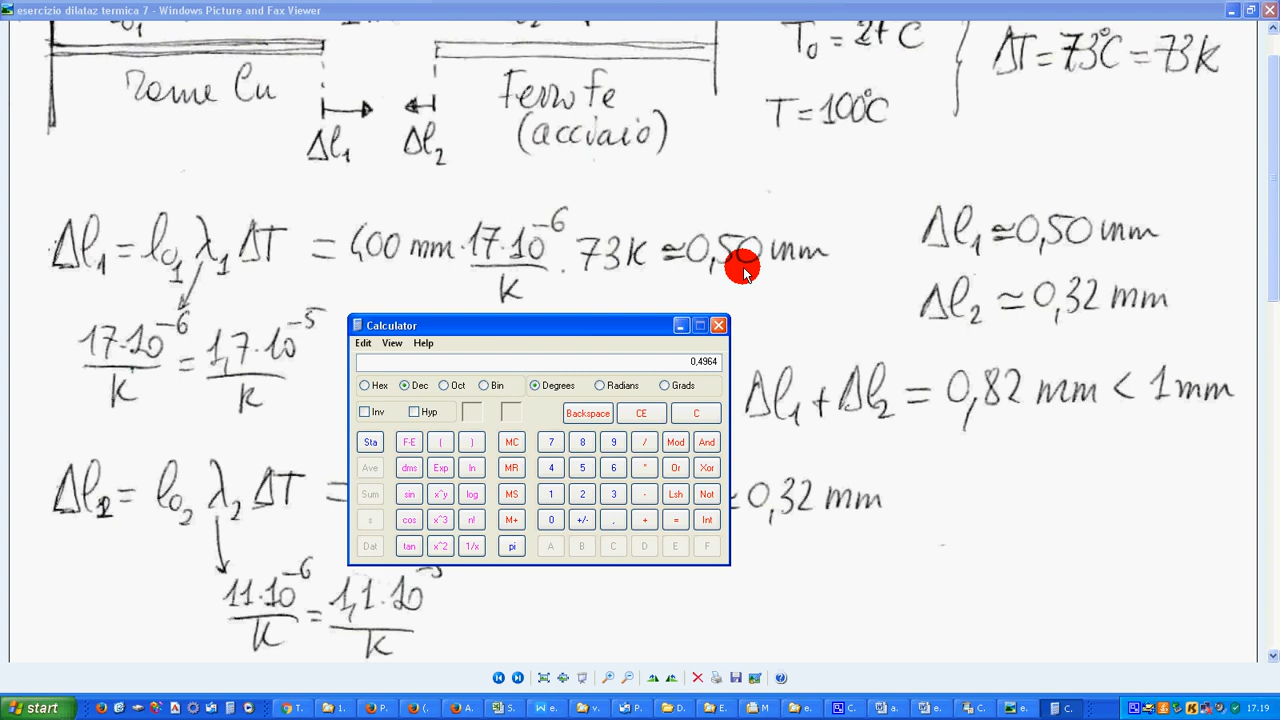 esercizio dilataz termica 7 - Windows Picture and Fax Viewer
T₀ = 27°C
ΔT = 73°C = 73K
Rame Cu
Ferro Fe
(acciaio)
T = 100°C
Δl₁
Δl₂
Δl₁ = l₀₁ λ₁ ΔT = 400 mm · 17·10⁻⁶/K · 73K ≃ 0,50 mm
Δl₁ ≃ 0,50 mm
Δl₂ ≃ 0,32 mm
17·10⁻⁶/K = 1,7·10⁻⁵/K
Δl₁ + Δl₂ = 0,82 mm < 1mm
Δl₂ = l₀₂ λ₂ ΔT =
≃ 0,32 mm
11·10⁻⁶/K = 1,1·10⁻⁵/K
Calculator
Edit View Help
0,4964
Hex Dec Oct Bin Degrees Radians Grads
Inv Hyp Backspace CE C
Sta F-E ( ) MC 7 8 9 / Mod And
Ave dms Exp ln MR 4 5 6 * Or Xor
Sum sin x^y log MS 1 2 3 - Lsh Not
s cos x^3 n! M+ 0 +/- , + = Int
Dat tan x^2 1/x pi A B C D E F
start
T.
1.
P.
(.
A.
S.
e.
v.
P.
D.
E.
M
e.
C.
a.
e.
C.
e.
C.
17.19